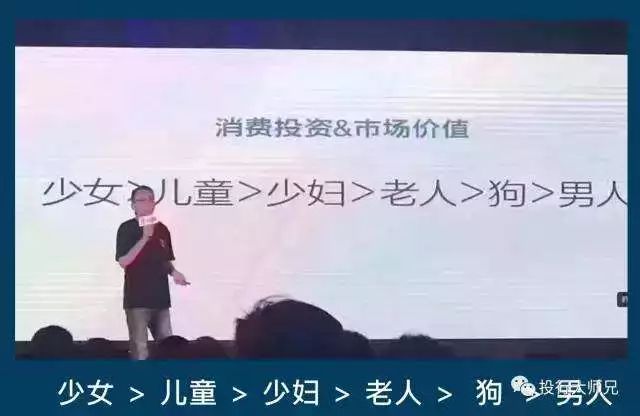 消费投资&市场价值
少女>儿童>少妇>老人>狗>男人
少女 > 儿童 > 少妇 > 老人 > 狗 > 男人
投行大师兄